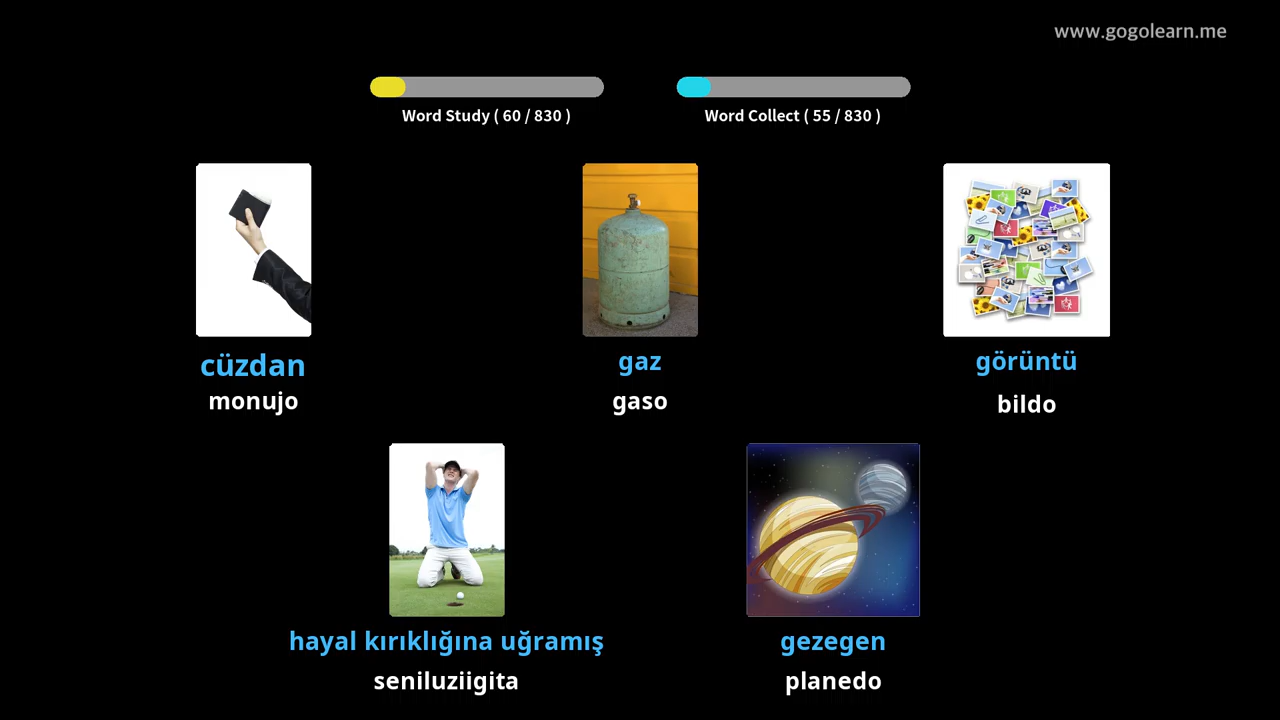 www.gogolearn.me
Word Study ( 60 / 830 )
Word Collect ( 55 / 830 )
cüzdan
monujo
gaz
gaso
görüntü
bildo
hayal kırıklığına uğramış
seniluziigita
gezegen
planedo